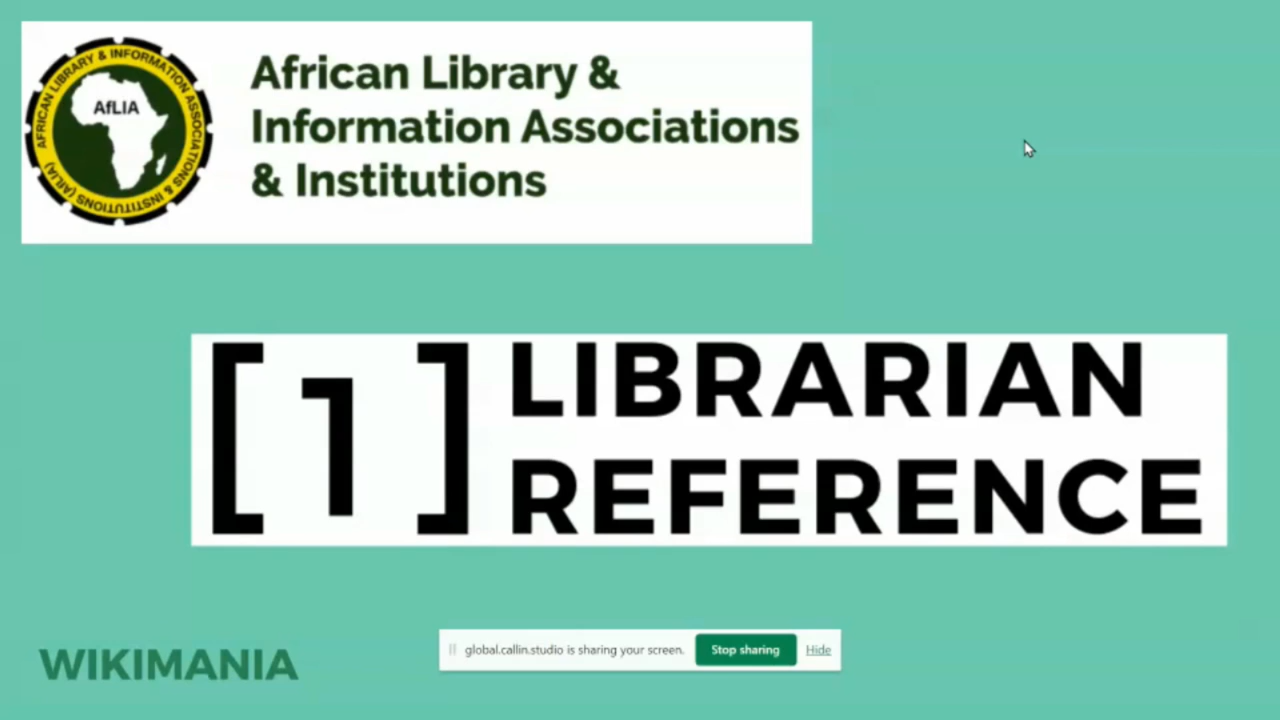 AFRICAN LIBRARY & INFORMATION ASSOCIATIONS & INSTITUTIONS (AfLIA)
AfLIA
African Library &
Information Associations
& Institutions
[1]
LIBRARIAN
REFERENCE
global.callin.studio is sharing your screen.
Stop sharing
Hide
WIKIMANIA